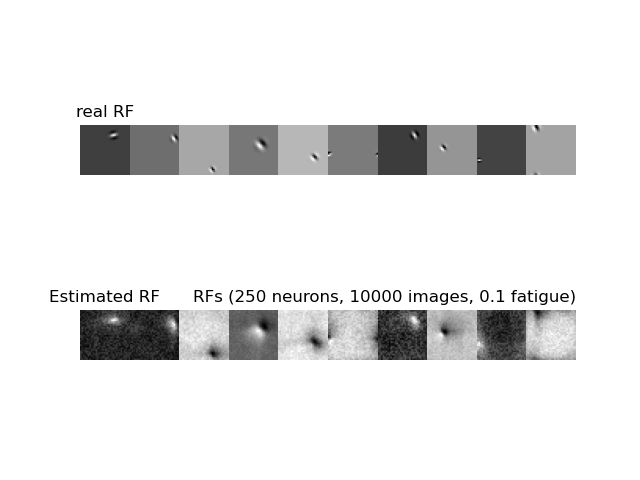 real RF
Estimated RF
RFs (250 neurons, 10000 images, 0.1 fatigue)